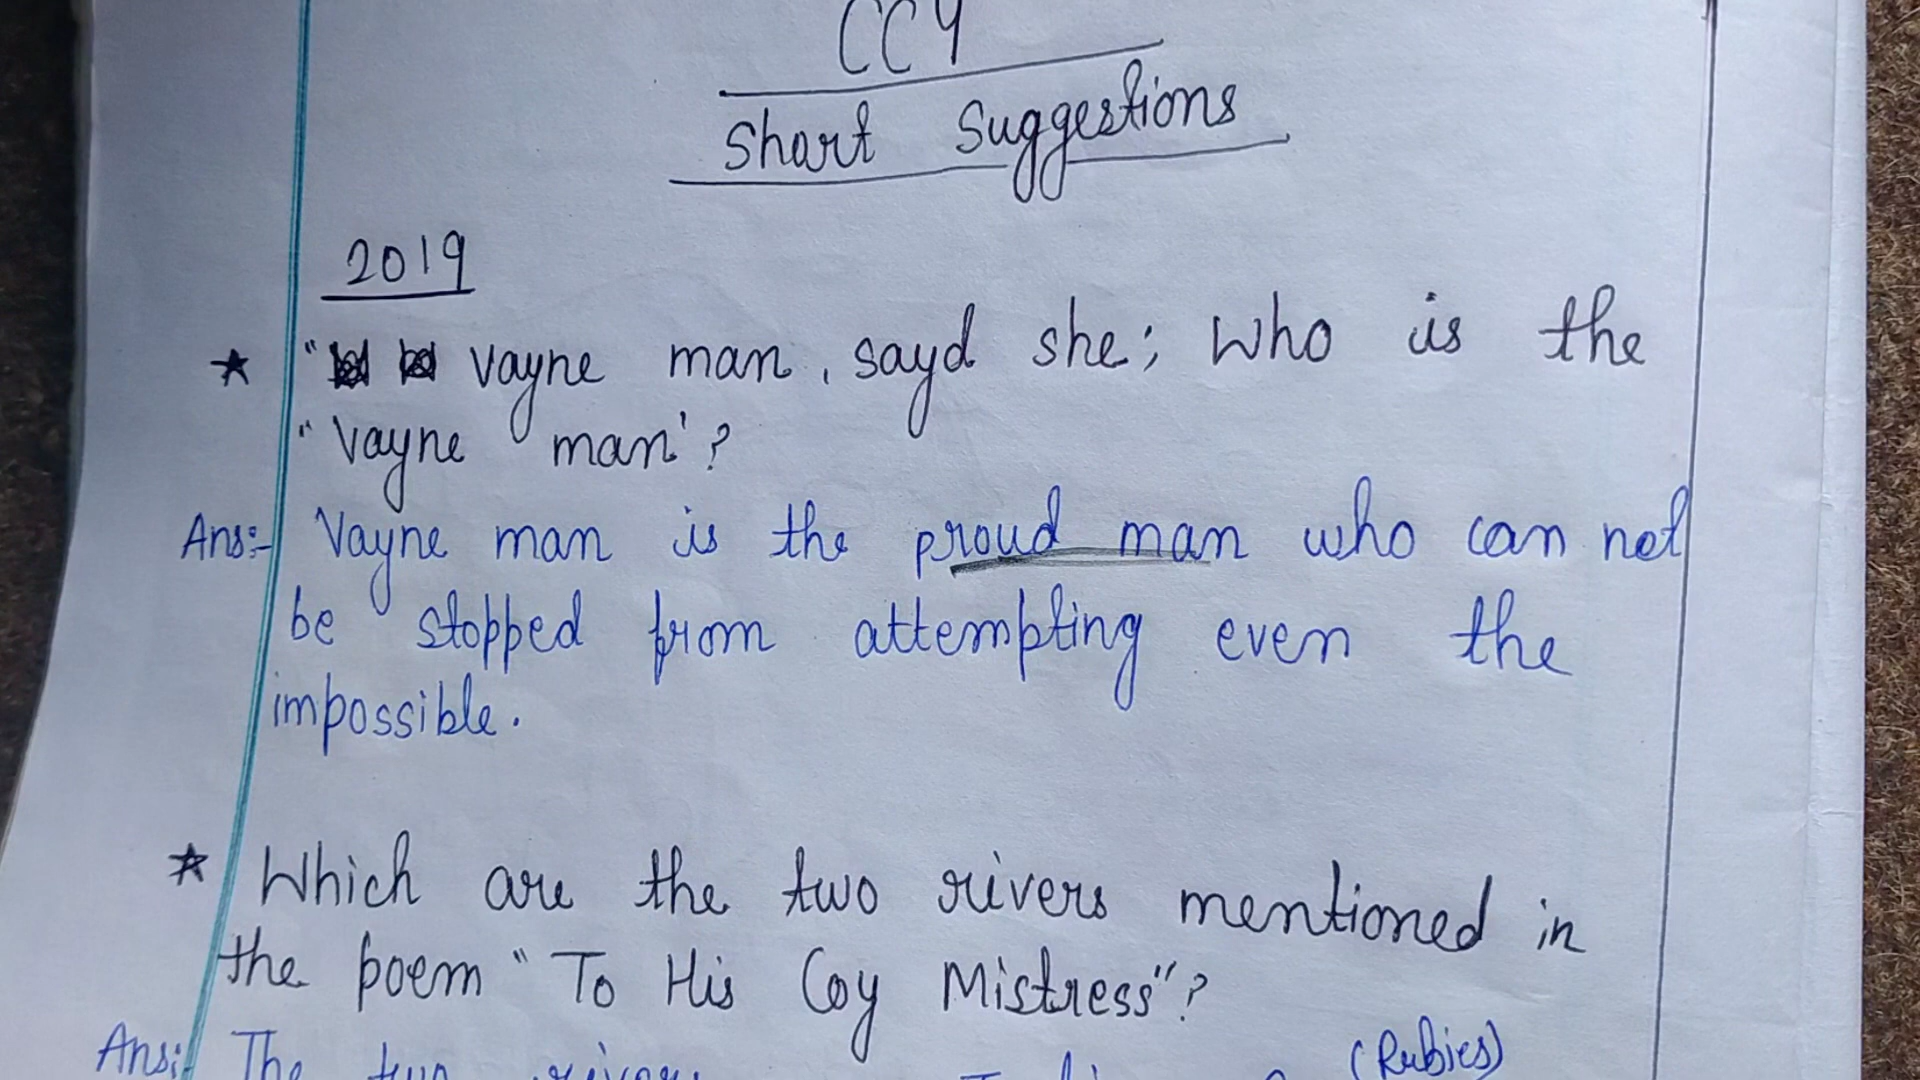 CC4
Short Suggestions
2019
★ " Vayne man, sayd she; Who is the
"Vayne man'?
Ans:- Vayne man is the proud man who can not
be stopped from attempting even the
impossible.
★ Which are the two rivers mentioned in
the poem "To His Coy Mistress"?
(Rubies)
Ans: The two rivers